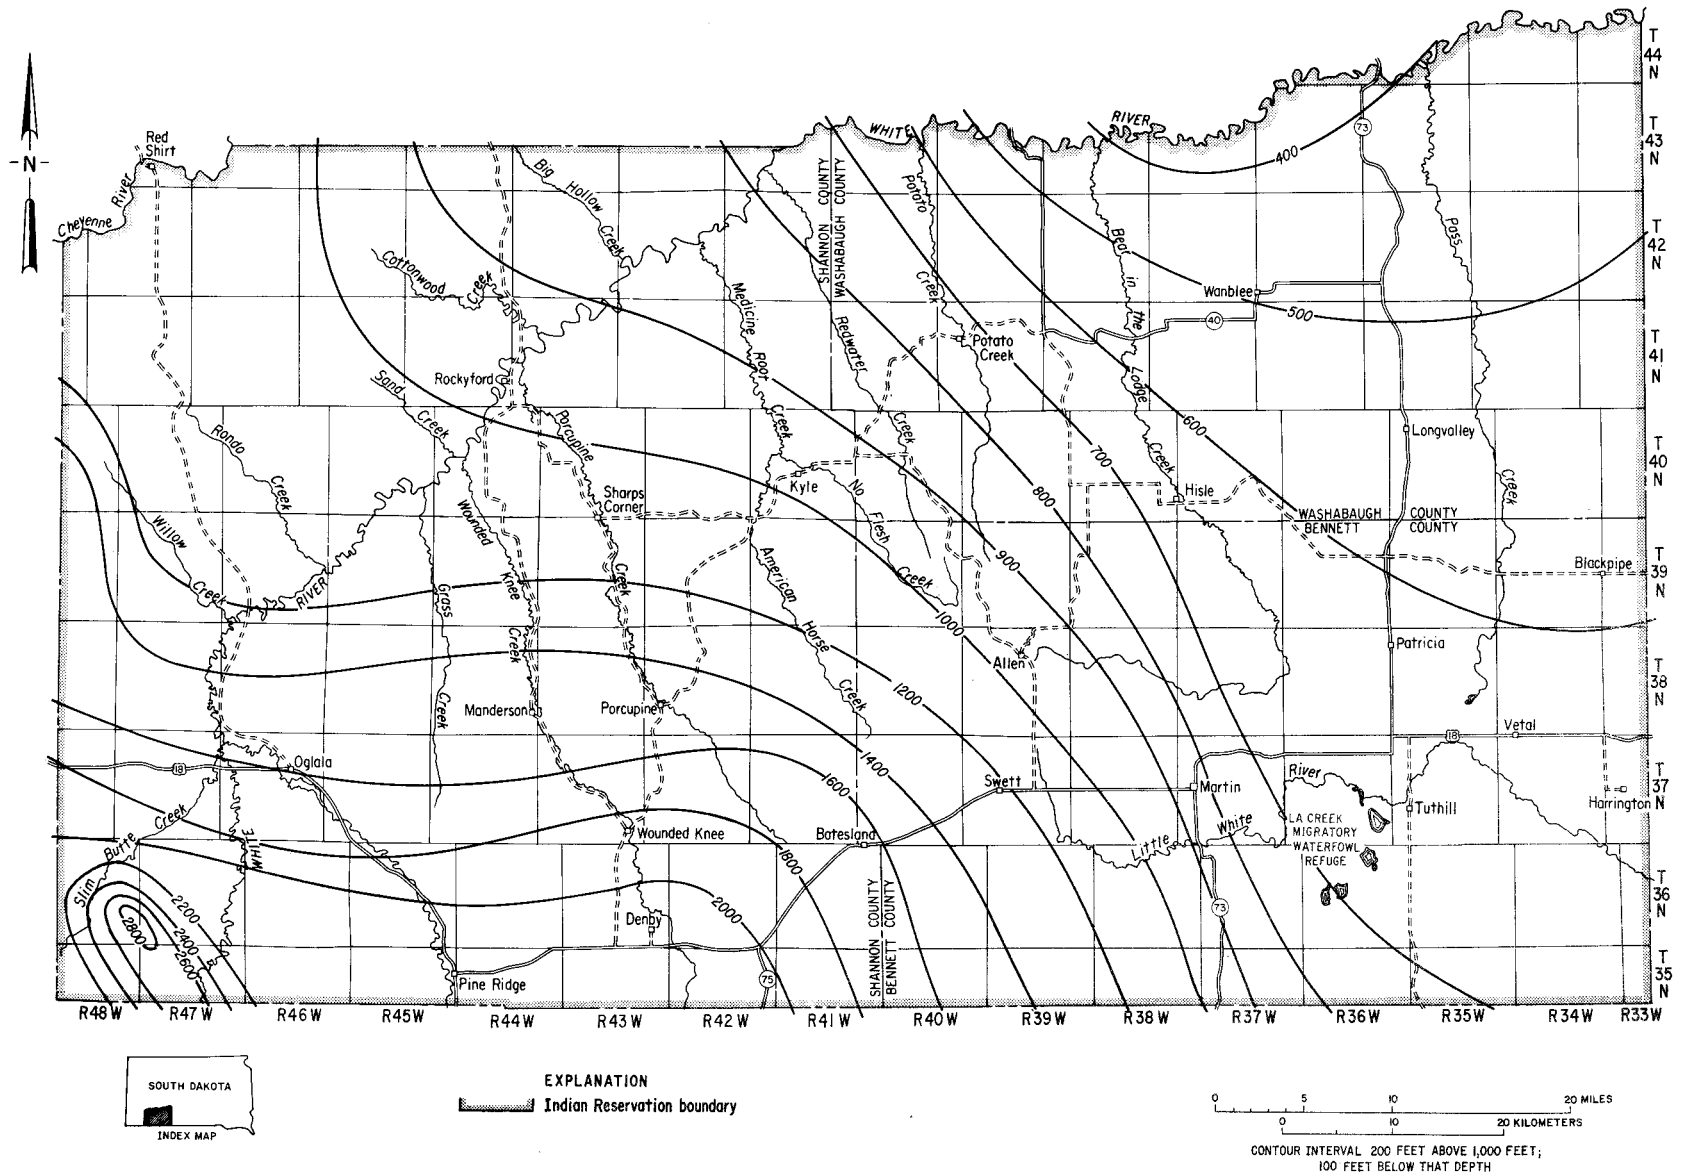 T
44
N
T
43
N
T
42
N
T
41
N
T
40
N
T
39
N
T
38
N
T
37
N
T
36
N
T
35
N
-N-
Red
Shirt
Cheyenne River
Big Hollow Creek
WHITE RIVER
73
400
SHANNON COUNTY
WASHABAUGH COUNTY
Potato Creek
Cottonwood Creek
Medicine Root Creek
Redwater Creek
Bear in the Lodge Creek
Pass Creek
Wanblee
500
40
Potato
Creek
Rockyford
Sand Creek
Porcupine Creek
Rondo Creek
600
700
Longvalley
Kyle
No Flesh Creek
800
Hisle
Sharps
Corner
Wounded Knee Creek
Willow Creek
WASHABAUGH COUNTY
BENNETT COUNTY
900
American Horse Creek
Blackpipe
RIVER
Grass Creek
1000
Allen
Patricia
1200
Manderson
Porcupine
Vetal
18
1400
18
Oglala
1600
Swett
Martin
River
Tuthill
Harrington
Slim Butte Creek
WHITE
Wounded Knee
Batesland
Little White
LA CREEK
MIGRATORY
WATERFOWL
REFUGE
1800
2000
2200
2400
2600
2800
Denby
SHANNON COUNTY
BENNETT COUNTY
73
75
Pine Ridge
R48W
R47W
R46W
R45W
R44W
R43W
R42W
R41W
R40W
R39W
R38W
R37W
R36W
R35W
R34W
R33W
SOUTH DAKOTA
INDEX MAP
EXPLANATION
Indian Reservation boundary
0 5 10 20 MILES
0 10 20 KILOMETERS
CONTOUR INTERVAL 200 FEET ABOVE 1,000 FEET;
100 FEET BELOW THAT DEPTH